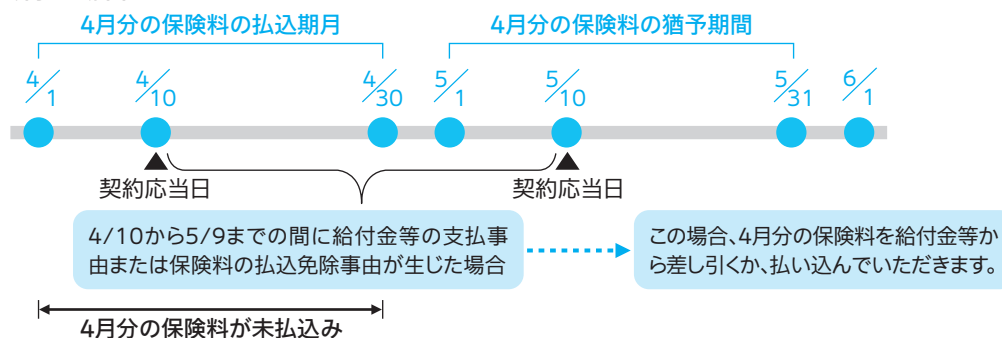 4月分の保険料の払込期月
4月分の保険料の猶予期間
4/1
4/10
4/30
5/1
5/10
5/31
6/1
契約応当日
契約応当日
4/10から5/9までの間に給付金等の支払事
由または保険料の払込免除事由が生じた場合
この場合、4月分の保険料を給付金等か
ら差し引くか、払い込んでいただきます。
4月分の保険料が未払込み